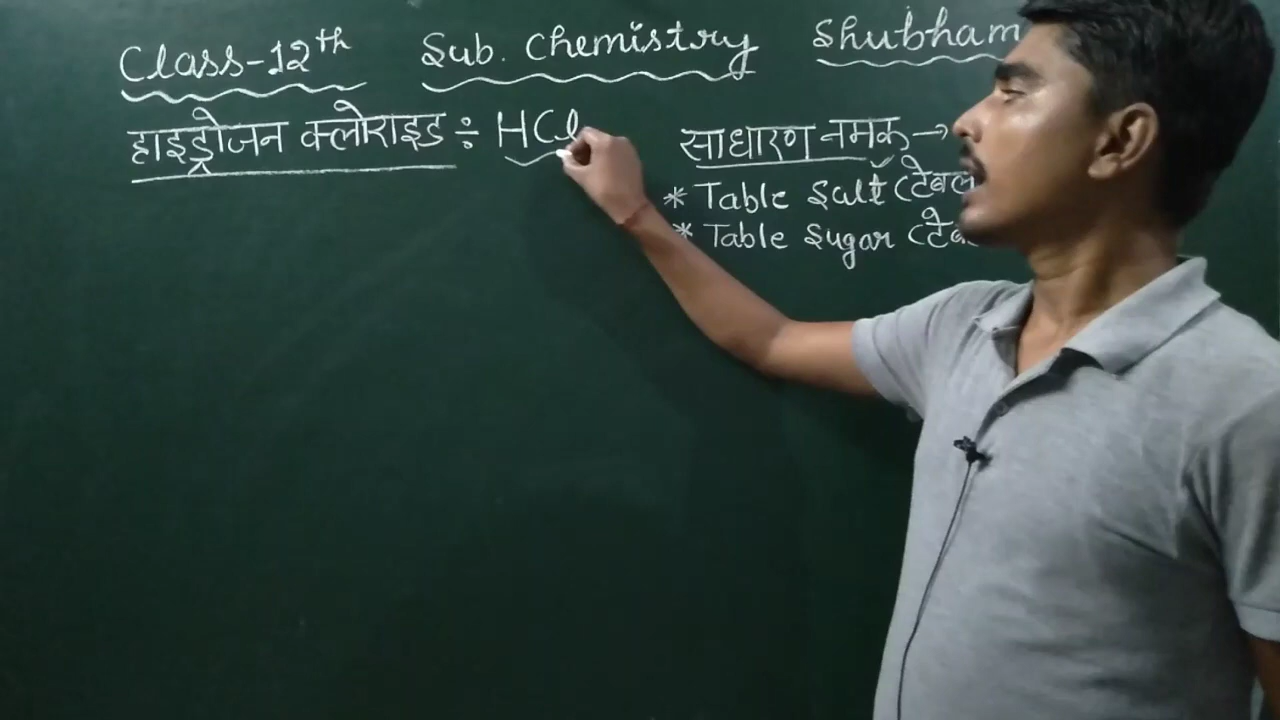 Class-12th Sub. Chemistry Shubham
हाइड्रोजन क्लोराइड ÷ HCl
साधारण नमक →
* Table Salt (टेबल
* Table Sugar (टे